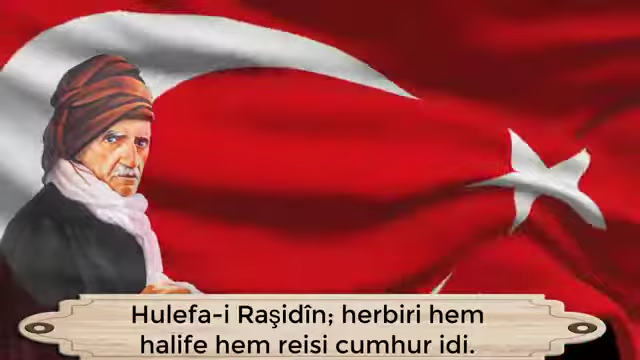 Hulefa-i Raşidîn; herbiri hem
halife hem reisi cumhur idi.